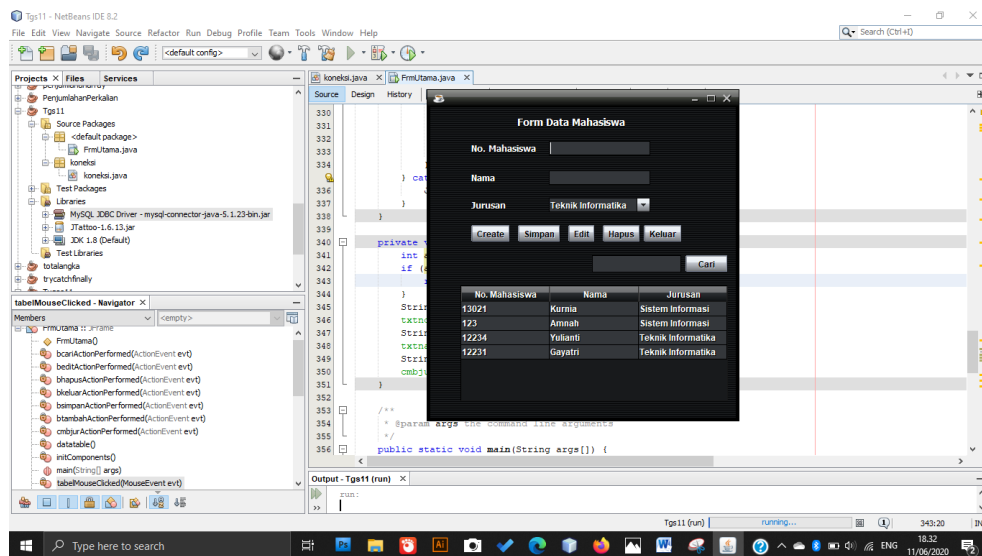 Tgs11 - NetBeans IDE 8.2
File Edit View Navigate Source Refactor Run Debug Profile Team Tools Window Help
Search (Ctrl+I)
<default config>
Projects Files Services
PenjumlahanPerkalian
Tgs11
Source Packages
<default package>
FrmUtama.java
koneksi
koneksi.java
Test Packages
Libraries
MySQL JDBC Driver - mysql-connector-java-5.1.23-bin.jar
JTattoo-1.6.13.jar
JDK 1.8 (Default)
Test Libraries
totalangka
trycatchfinally
tabelMouseClicked - Navigator
Members <empty>
FrmUtama :: JFrame
FrmUtama()
bcariActionPerformed(ActionEvent evt)
beditActionPerformed(ActionEvent evt)
bhapusActionPerformed(ActionEvent evt)
bkeluarActionPerformed(ActionEvent evt)
bsimpanActionPerformed(ActionEvent evt)
btambahActionPerformed(ActionEvent evt)
cmbjurActionPerformed(ActionEvent evt)
datatable()
initComponents()
main(String[] args)
tabelMouseClicked(MouseEvent evt)
koneksi.java FrmUtama.java
Source Design History
330
331
332
333
334
} cat
336
337 }
338 }
339
340 private
341 int
342 if (
343
344 }
345 Strin
346 txtno
347 Strin
348 txtna
349 Strin
350 cmbju
351 }
352
353 /**
354 * @param args the command line arguments
355 */
356 public static void main(String args[]) {
Form Data Mahasiswa
No. Mahasiswa
Nama
Jurusan Teknik Informatika
Create Simpan Edit Hapus Keluar
Cari
No. Mahasiswa Nama Jurusan
13021 Kurnia Sistem Informasi
123 Amnah Sistem Informasi
12234 Yulianti Teknik Informatika
12231 Gayatri Teknik Informatika
Output - Tgs11 (run)
run:
Tgs11 (run) running... 343:20 IN
Type here to search
Ps Ai W ENG 18.32
11/06/2020